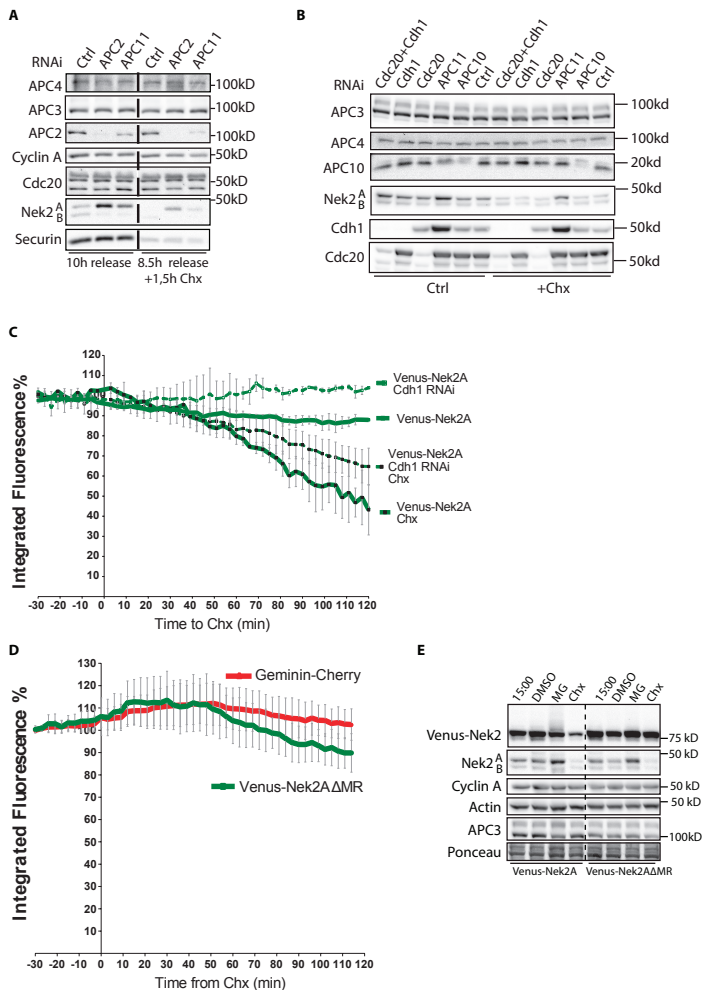 A
RNAi
Ctrl
APC2
APC11
Ctrl
APC2
APC11
APC4
100kD
APC3
100kD
APC2
100kD
Cyclin A
50kD
Cdc20
50kD
50kD
Nek2 A
B
Securin
10h release
8.5h release
+1,5h Chx
B
RNAi
Cdc20+Cdh1
Cdh1
Cdc20
APC11
APC10
Ctrl
Cdc20+Cdh1
Cdh1
Cdc20
APC11
APC10
Ctrl
APC3
100kd
APC4
100kd
APC10
20kd
50kd
Nek2 A
B
Cdh1
50kd
Cdc20
50kd
Ctrl
+Chx
C
Integrated Fluorescence%
120
110
100
90
80
70
60
50
40
30
20
10
-30 -20 -10 0 10 20 30 40 50 60 70 80 90 100 110 120
Time to Chx (min)
Venus-Nek2A
Cdh1 RNAi
Venus-Nek2A
Venus-Nek2A
Cdh1 RNAi
Chx
Venus-Nek2A
Chx
D
Integrated Fluorescence %
130
120
110
100
90
80
70
60
50
40
30
20
10
-30 -20 -10 0 10 20 30 40 50 60 70 80 90 100 110 120
Time from Chx (min)
Geminin-Cherry
Venus-Nek2AΔMR
E
15:00
DMSO
MG
Chx
15:00
DMSO
MG
Chx
Venus-Nek2
75 kD
50 kD
Nek2 A
B
Cyclin A
50 kD
Actin
50 kD
APC3
100kD
Ponceau
Venus-Nek2A
Venus-Nek2AΔMR